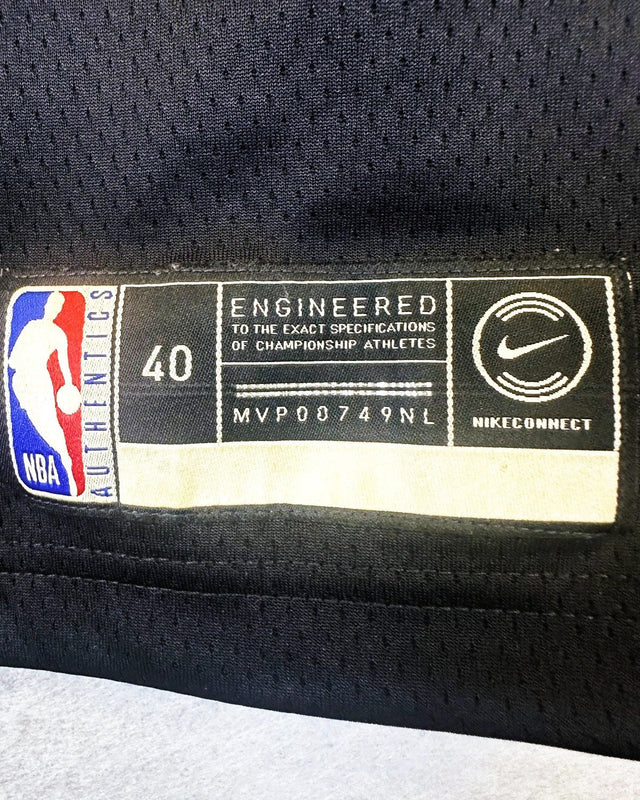 NBA
AUTHENTICS
40
ENGINEERED
TO THE EXACT SPECIFICATIONS
OF CHAMPIONSHIP ATHLETES
MVP00749NL
NIKECONNECT